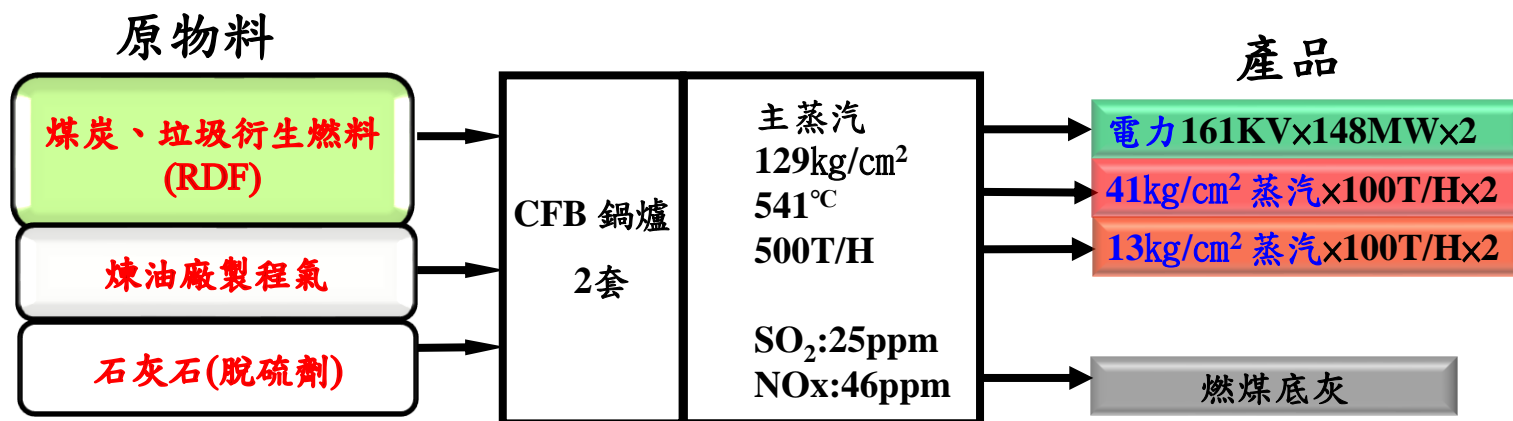 原物料
煤炭、垃圾衍生燃料
(RDF)
煉油廠製程氣
石灰石(脫硫劑)
CFB 鍋爐
2套
主蒸汽
129kg/cm²
541℃
500T/H
SO₂:25ppm
NOx:46ppm
產品
電力161KV×148MW×2
41kg/cm² 蒸汽×100T/H×2
13kg/cm² 蒸汽×100T/H×2
燃煤底灰